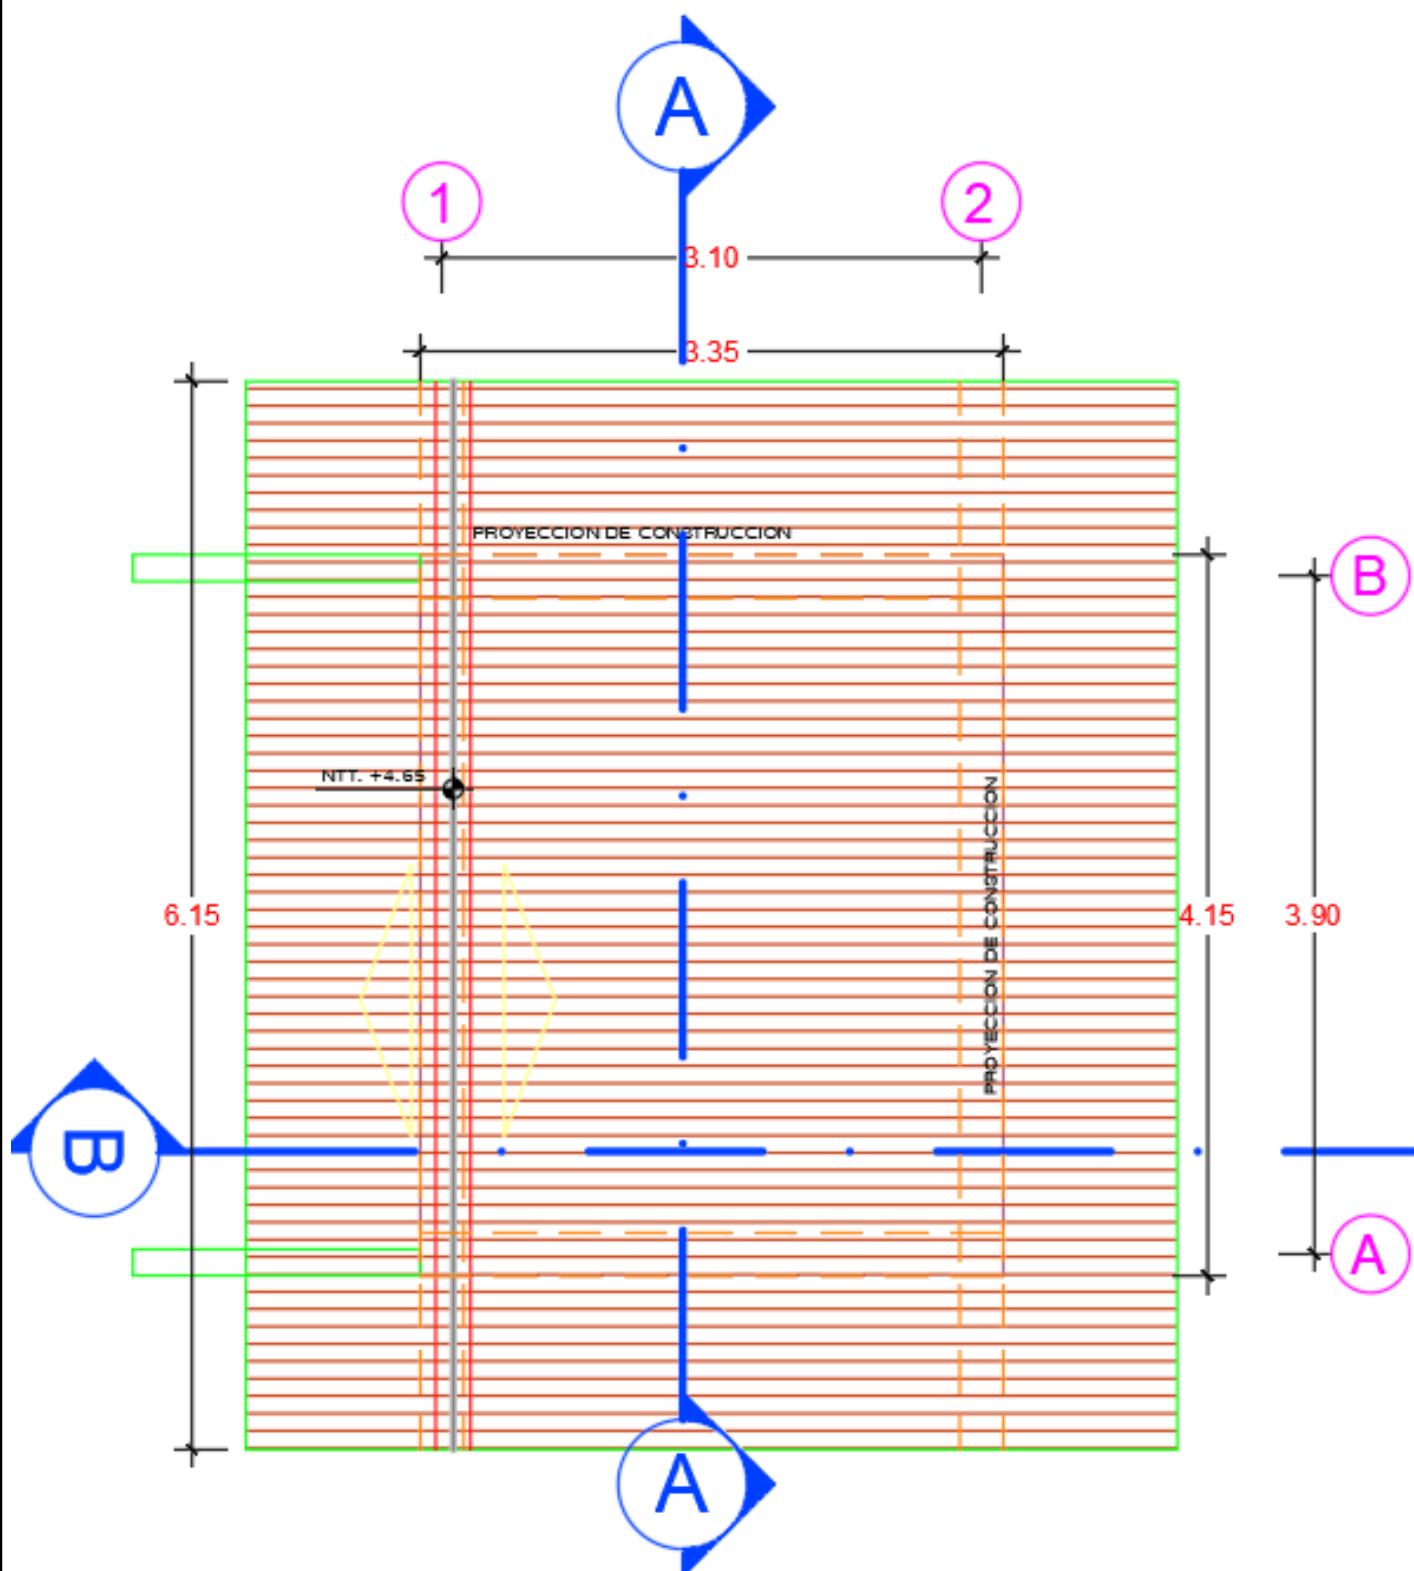 A
1
2
3.10
3.35
PROYECCION DE CONSTRUCCION
B
NTT. +4.65
PROYECCION DE CONSTRUCCION
6.15
4.15
3.90
B
A
A